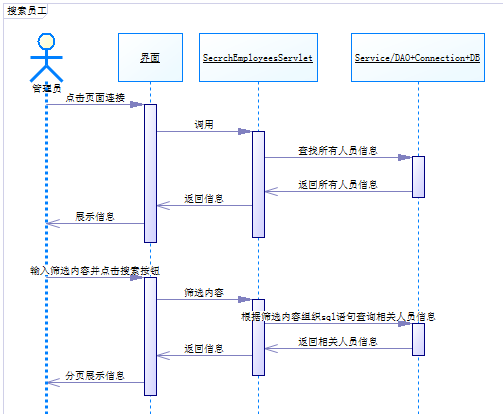 搜索员工
界面
SecrchEmployeesServlet
Service/DAO+Connection+DB
管理员
点击页面连接
调用
查找所有人员信息
返回所有人员信息
返回信息
展示信息
输入筛选内容并点击搜索按钮
筛选内容
根据筛选内容组织sql语句查询相关人员信息
返回相关人员信息
返回信息
分页展示信息